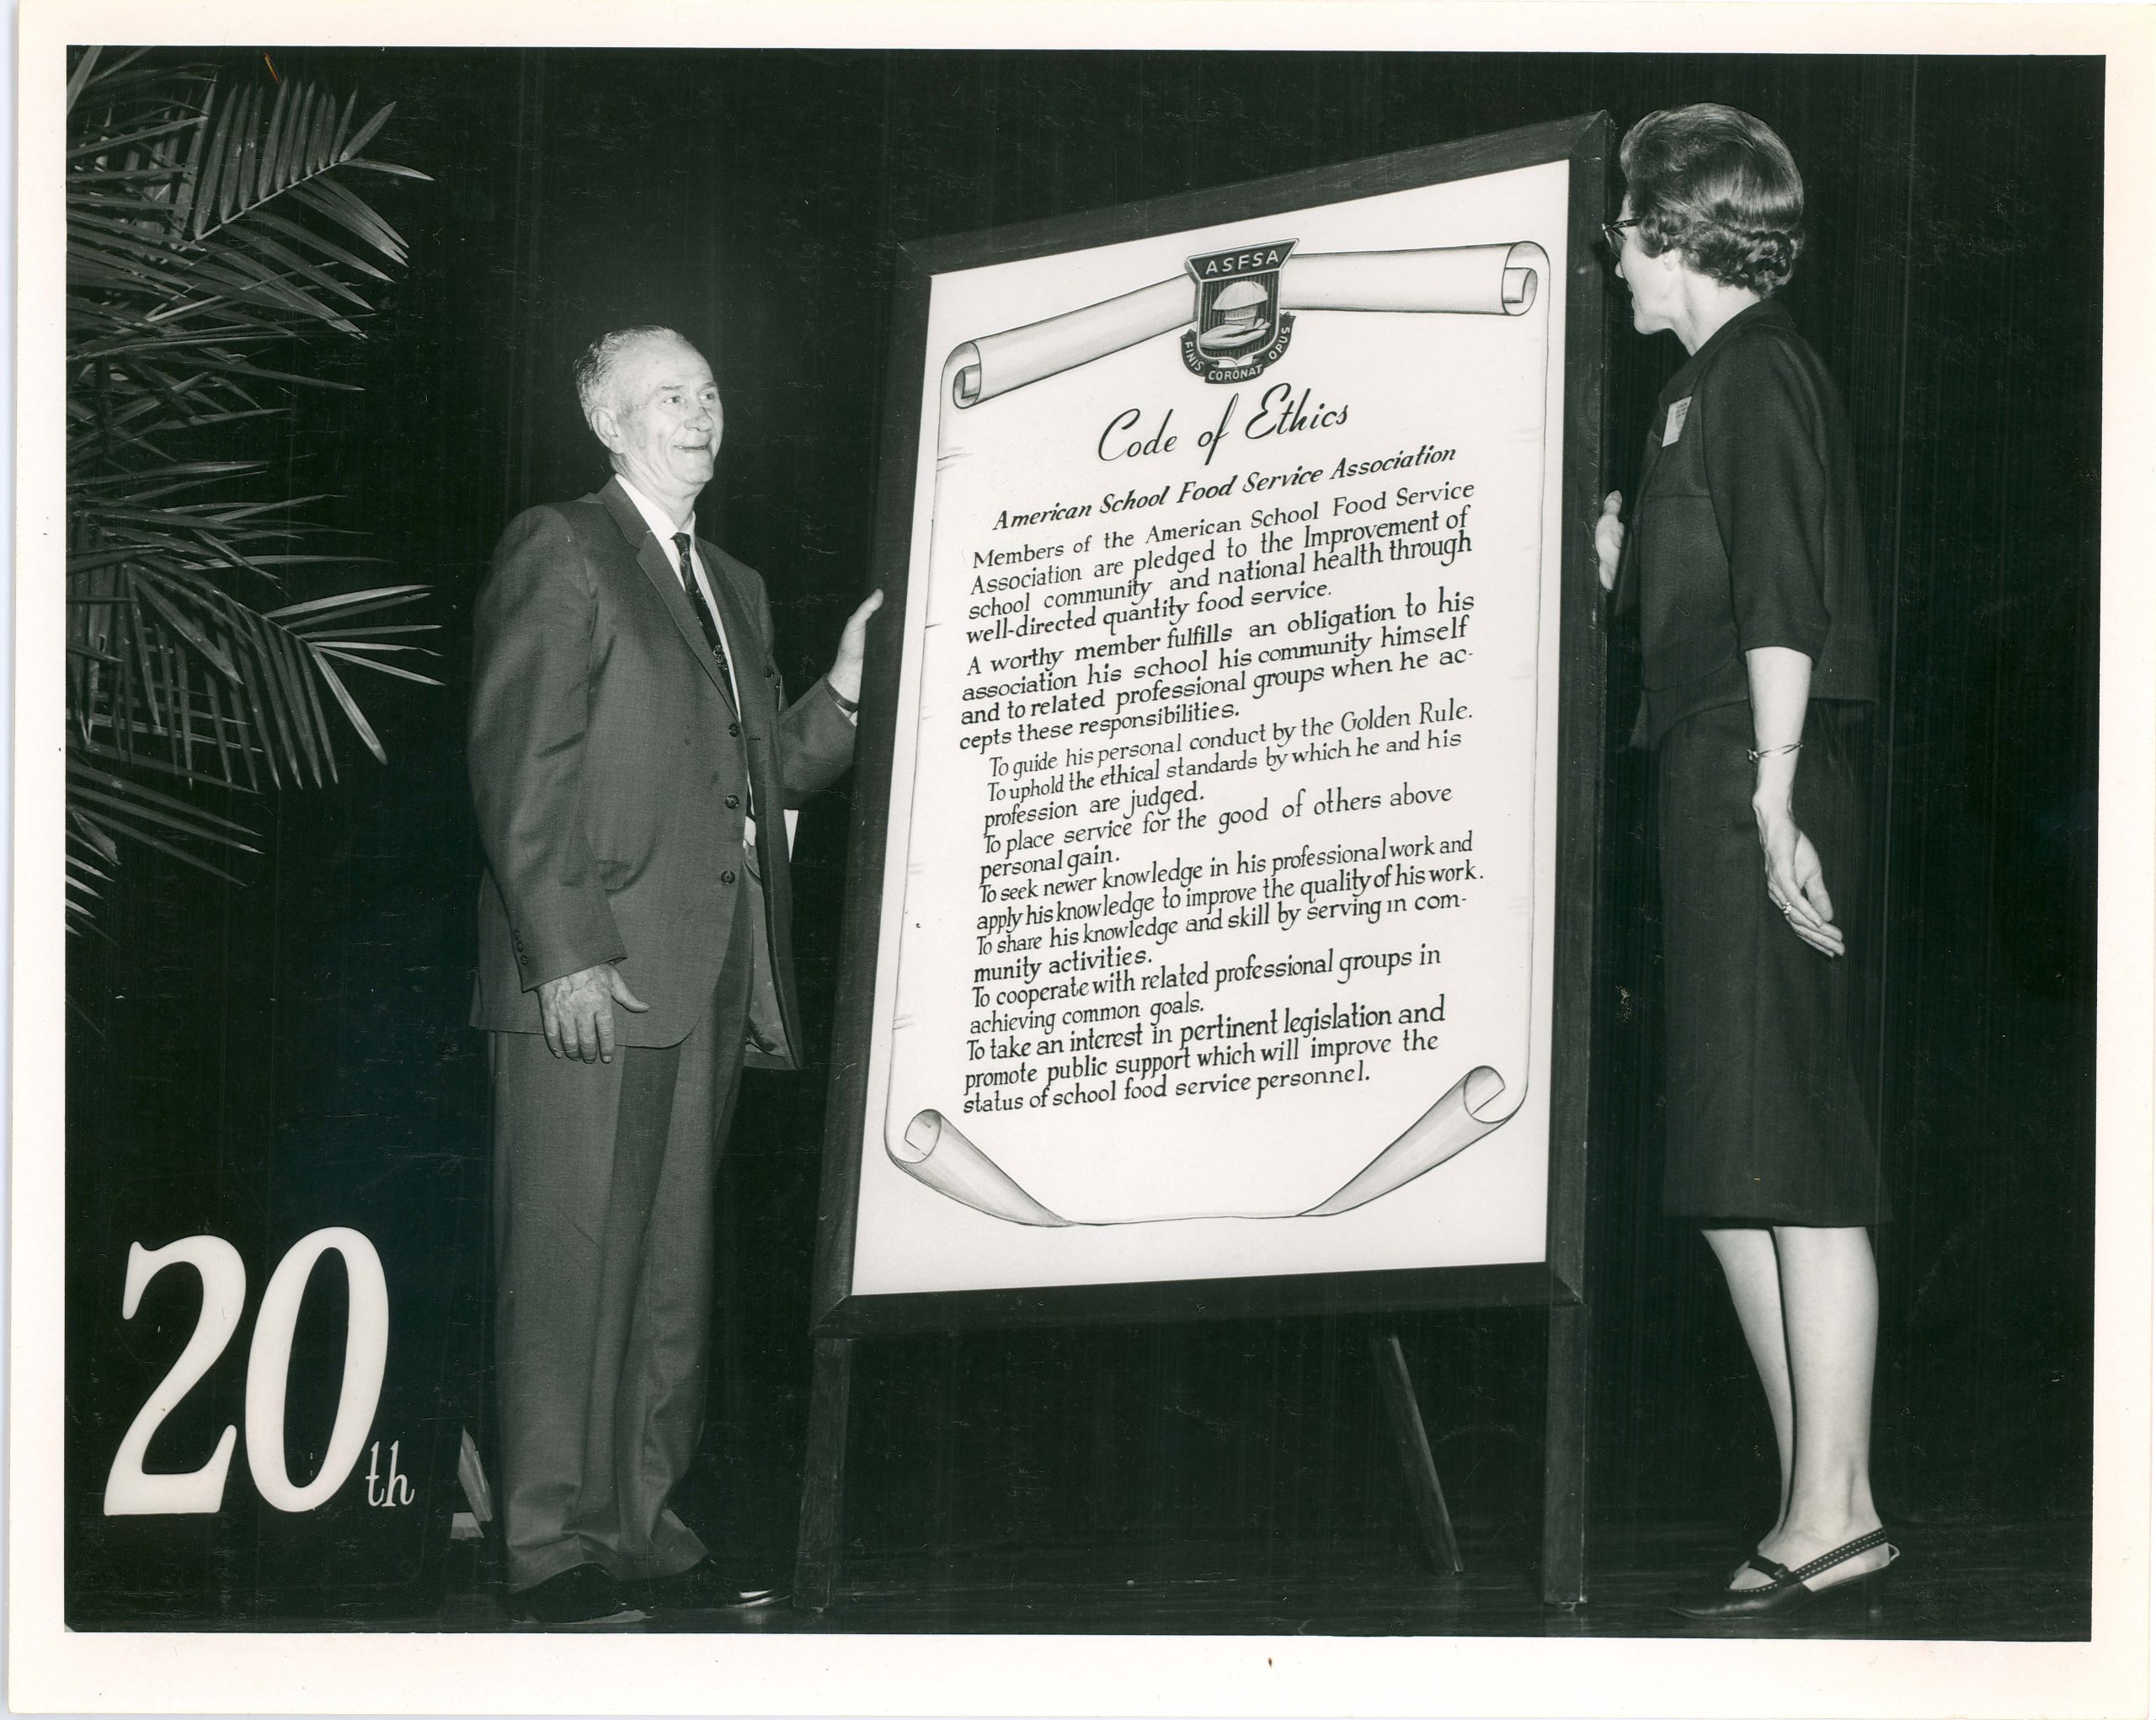 ASFSA
FINIS CORONAT OPUS
Code of Ethics
American School Food Service Association
Members of the American School Food Service
Association are pledged to the Improvement of
school community and national health through
well-directed quantity food service.
A worthy member fulfills an obligation to his
association his school his community himself
and to related professional groups when he ac-
cepts these responsibilities.
To guide his personal conduct by the Golden Rule.
To uphold the ethical standards by which he and his
profession are judged.
To place service for the good of others above
personal gain.
To seek newer knowledge in his professional work and
apply his knowledge to improve the quality of his work.
To share his knowledge and skill by serving in com-
munity activities.
To cooperate with related professional groups in
achieving common goals.
To take an interest in pertinent legislation and
promote public support which will improve the
status of school food service personnel.
20th